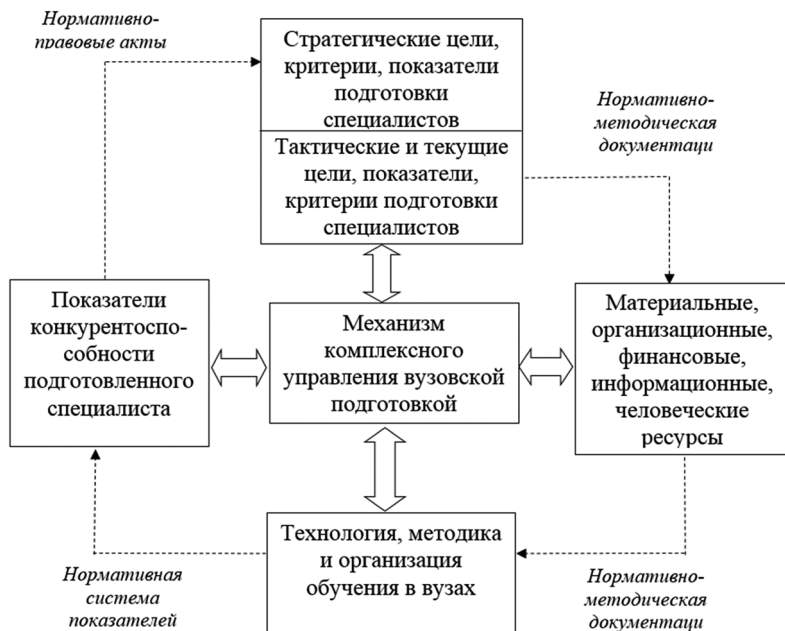 Нормативно-
правовые акты
Стратегические цели,
критерии, показатели
подготовки
специалистов
Тактические и текущие
цели, показатели,
критерии подготовки
специалистов
Нормативно-
методическая
документаци
Показатели
конкурентоспо-
собности
подготовленного
специалиста
Механизм
комплексного
управления вузовской
подготовкой
Материальные,
организационные,
финансовые,
информационные,
человеческие
ресурсы
Нормативная
система
показателей
Технология, методика
и организация
обучения в вузах
Нормативно-
методическая
документаци